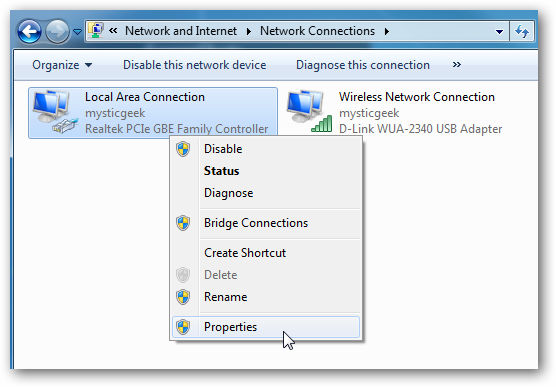 « Network and Internet ▸ Network Connections ▸
Organize ▼ Disable this network device Diagnose this connection »
Local Area Connection
mysticgeek
Realtek PCIe GBE Family Controller
Wireless Network Connection
mysticgeek
D-Link WUA-2340 USB Adapter
Disable
Status
Diagnose
Bridge Connections
Create Shortcut
Delete
Rename
Properties